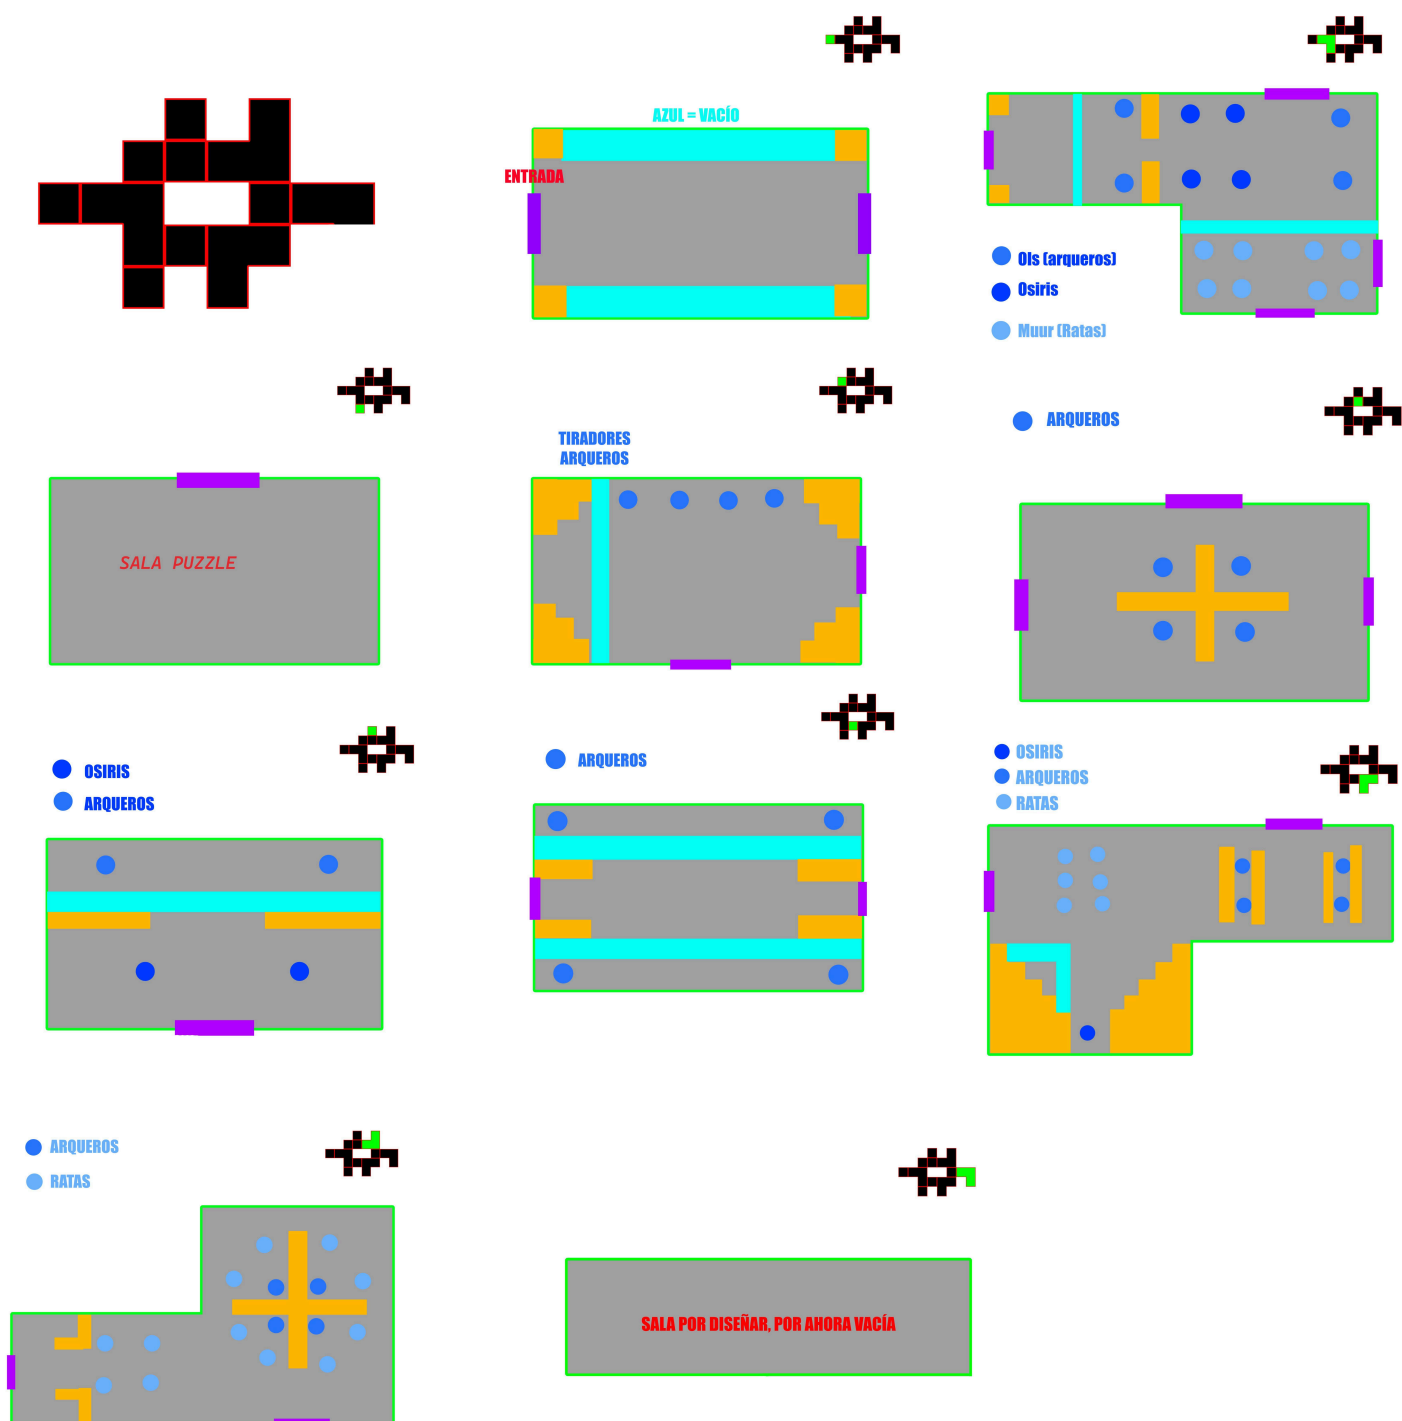 AZUL = VACÍO
ENTRADA
Ols (arqueros)
Osiris
Muur (Ratas)
SALA PUZZLE
TIRADORES
ARQUEROS
ARQUEROS
OSIRIS
ARQUEROS
ARQUEROS
OSIRIS
ARQUEROS
RATAS
ARQUEROS
RATAS
SALA POR DISEÑAR, POR AHORA VACÍA